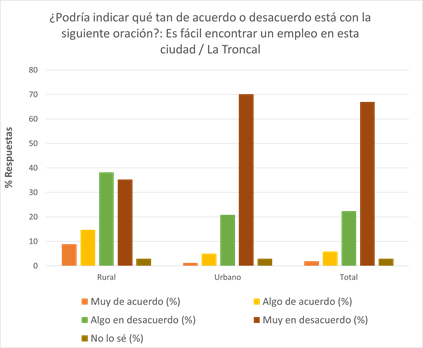 ¿Podría indicar qué tan de acuerdo o desacuerdo está con la
siguiente oración?: Es fácil encontrar un empleo en esta
ciudad / La Troncal
% Respuestas
80
70
60
50
40
30
20
10
0
Rural Urbano Total
Muy de acuerdo (%) Algo de acuerdo (%)
Algo en desacuerdo (%) Muy en desacuerdo (%)
No lo sé (%)